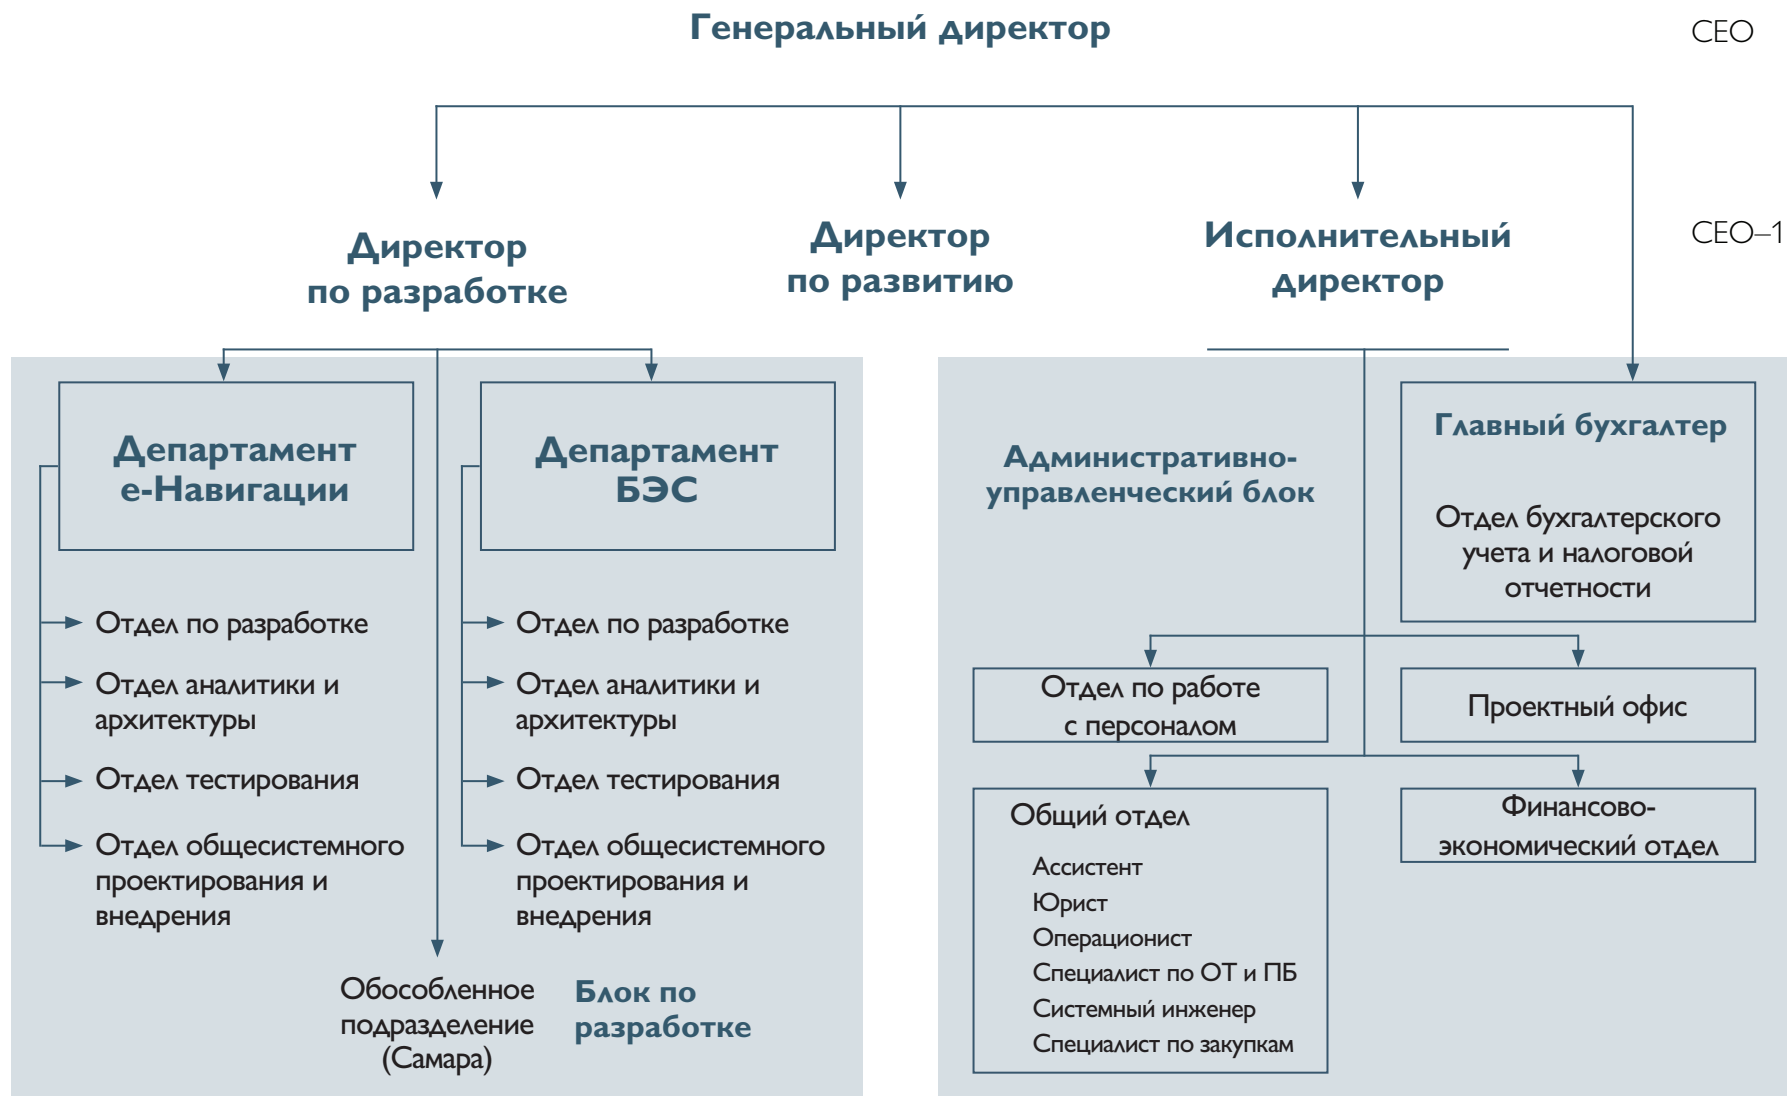 Генеральный директор
CEO
Директор
по разработке
Директор
по развитию
Исполнительный
директор
CEO–1
Департамент
е-Навигации
Отдел по разработке
Отдел аналитики и
архитектуры
Отдел тестирования
Отдел общесистемного
проектирования и
внедрения
Департамент
БЭС
Отдел по разработке
Отдел аналитики и
архитектуры
Отдел тестирования
Отдел общесистемного
проектирования и
внедрения
Обособленное
подразделение
(Самара)
Блок по
разработке
Административно-
управленческий блок
Главный бухгалтер
Отдел бухгалтерского
учета и налоговой
отчетности
Отдел по работе
с персоналом
Проектный офис
Общий отдел
Ассистент
Юрист
Операционист
Специалист по ОТ и ПБ
Системный инженер
Специалист по закупкам
Финансово-
экономический отдел